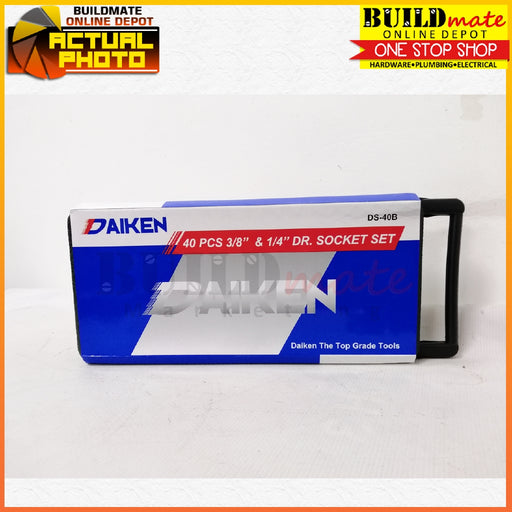 BUILDMATE
ONLINE DEPOT
ACTUAL
PHOTO
BUILDmate
ONLINE DEPOT
ONE STOP SHOP
HARDWARE•PLUMBING•ELECTRICAL
DAIKEN
DS-40B
40 PCS 3/8" & 1/4" DR. SOCKET SET
BUILDmate
DAIKEN
Daiken The Top Grade Tools